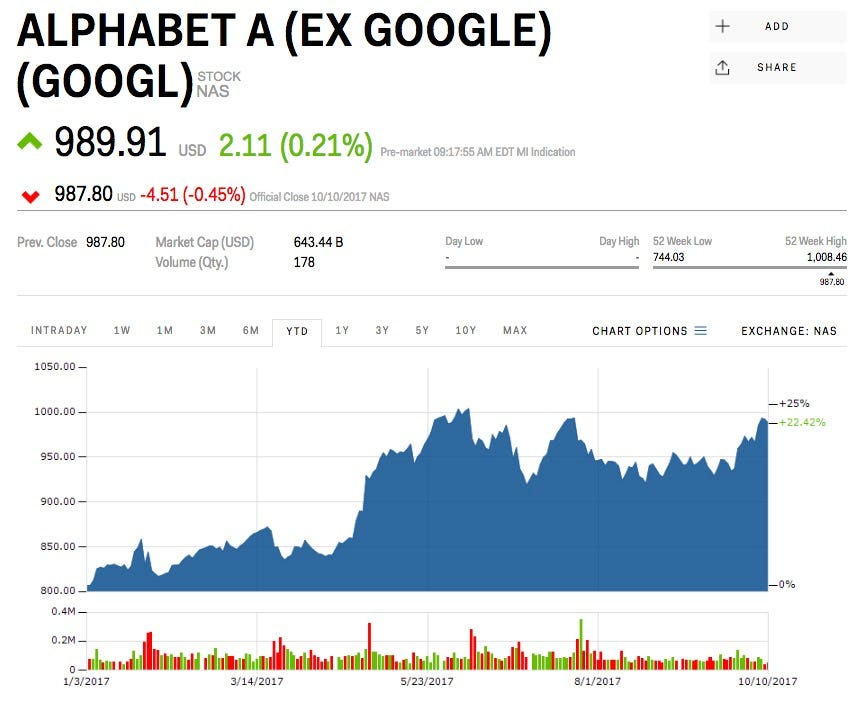 ALPHABET A (EX GOOGLE)
(GOOGL) STOCK NAS
ADD
SHARE
989.91 USD 2.11 (0.21%) Pre-market 09:17:55 AM EDT MI Indication
987.80 USD -4.51 (-0.45%) Official Close 10/10/2017 NAS
Prev. Close 987.80 Market Cap (USD) 643.44 B Day Low Day High 52 Week Low 52 Week High
Volume (Qty.) 178 - - 744.03 1,008.46
987.80
INTRADAY 1W 1M 3M 6M YTD 1Y 3Y 5Y 10Y MAX CHART OPTIONS EXCHANGE: NAS
1050.00
1000.00 +25%
+22.42%
950.00
900.00
850.00
800.00 0%
0.4M
0.2M
0
1/3/2017 3/14/2017 5/23/2017 8/1/2017 10/10/2017